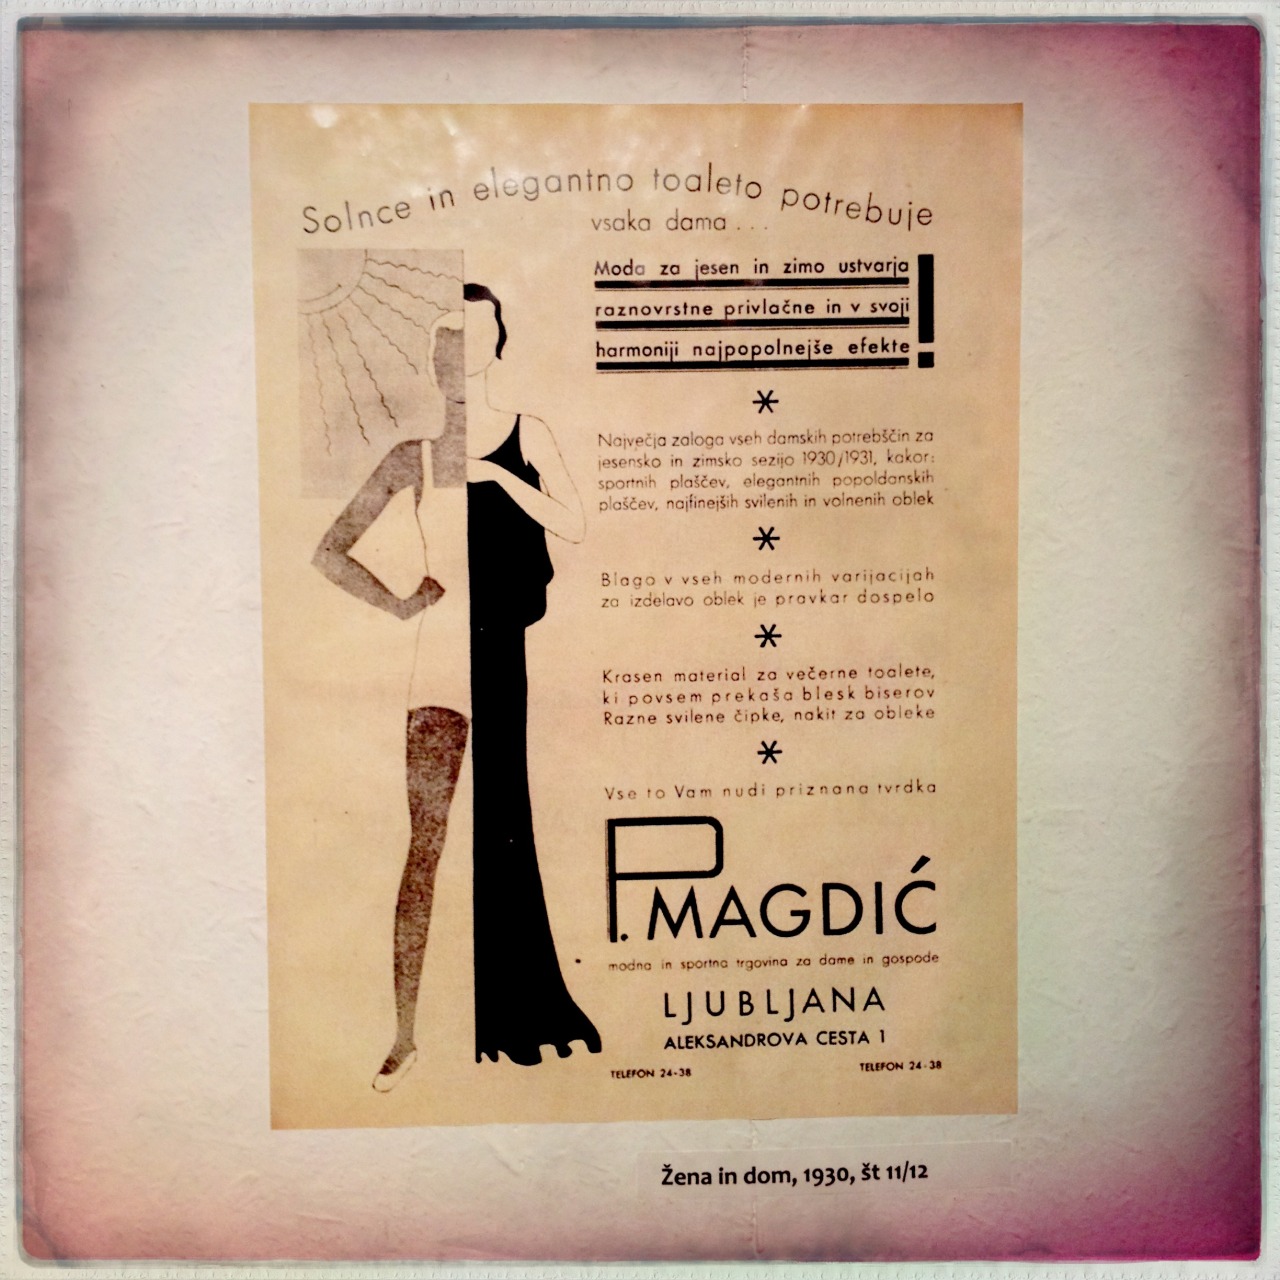 Solnce in elegantno toaleto potrebuje
vsaka dama . . .
Moda za jesen in zimo ustvarja
raznovrstne privlačne in v svoji
harmoniji najpopolnejše efekte!
*
Največja zaloga vseh damskih potrebščin za
jesensko in zimsko sezijo 1930/1931, kakor:
sportnih plaščev, elegantnih popoldanskih
plaščev, najfinejših svilenih in volnenih oblek
*
Blago v vseh modernih varijacijah
za izdelavo oblek je pravkar dospelo
*
Krasen material za večerne toalete,
ki povsem prekaša blesk biserov
Razne svilene čipke, nakit za obleke
*
Vse to Vam nudi priznana tvrdka
P. MAGDIĆ
modna in sportna trgovina za dame in gospode
LJUBLJANA
ALEKSANDROVA CESTA 1
TELEFON 24-38 TELEFON 24-38
Žena in dom, 1930, št 11/12